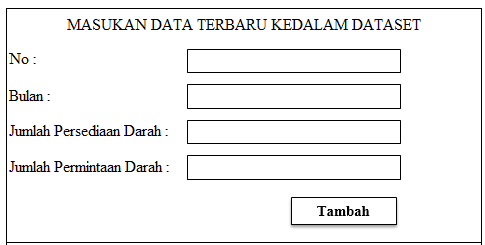 MASUKAN DATA TERBARU KEDALAM DATASET
No :
Bulan :
Jumlah Persediaan Darah :
Jumlah Permintaan Darah :
Tambah